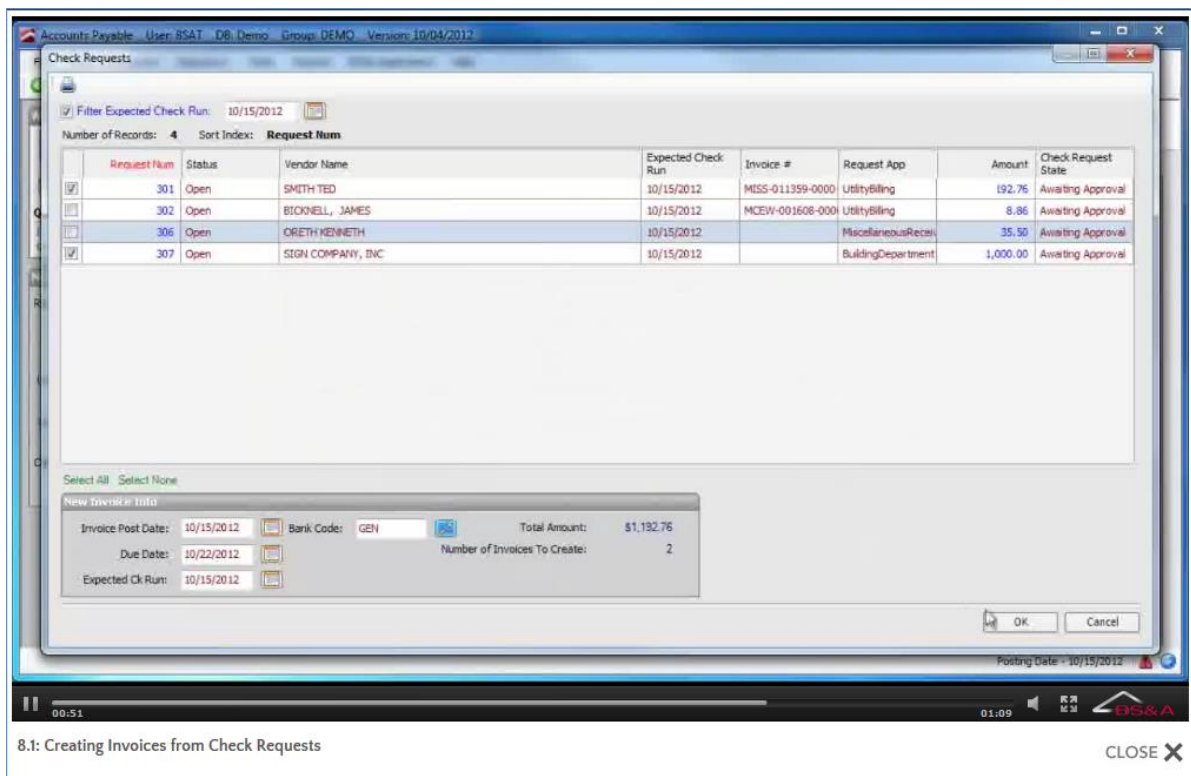 Accounts Payable User: BSAT DB: Demo Group: DEMO Version: 10/04/2012
Check Requests
Filter Expected Check Run: 10/15/2012
Number of Records: 4 Sort Index: Request Num
Request Num Status Vendor Name Expected Check Run Invoice # Request App Amount Check Request State
301 Open SMITH TED 10/15/2012 MISS-011359-0000 UtilityBilling 192.76 Awaiting Approval
302 Open BICKNELL, JAMES 10/15/2012 MCEW-001608-000 UtilityBilling 8.86 Awaiting Approval
306 Open ORETH KENNETH 10/15/2012 MiscellaneousReceiv 35.50 Awaiting Approval
307 Open SIGN COMPANY, INC 10/15/2012 BuildingDepartment 1,000.00 Awaiting Approval
Select All Select None
New Invoice Info
Invoice Post Date: 10/15/2012 Bank Code: GEN Total Amount: $1,192.76
Due Date: 10/22/2012 Number of Invoices To Create: 2
Expected Ck Run: 10/15/2012
OK Cancel
Posting Date - 10/15/2012
00:51 01:09 BS&A
8.1: Creating Invoices from Check Requests
CLOSE X